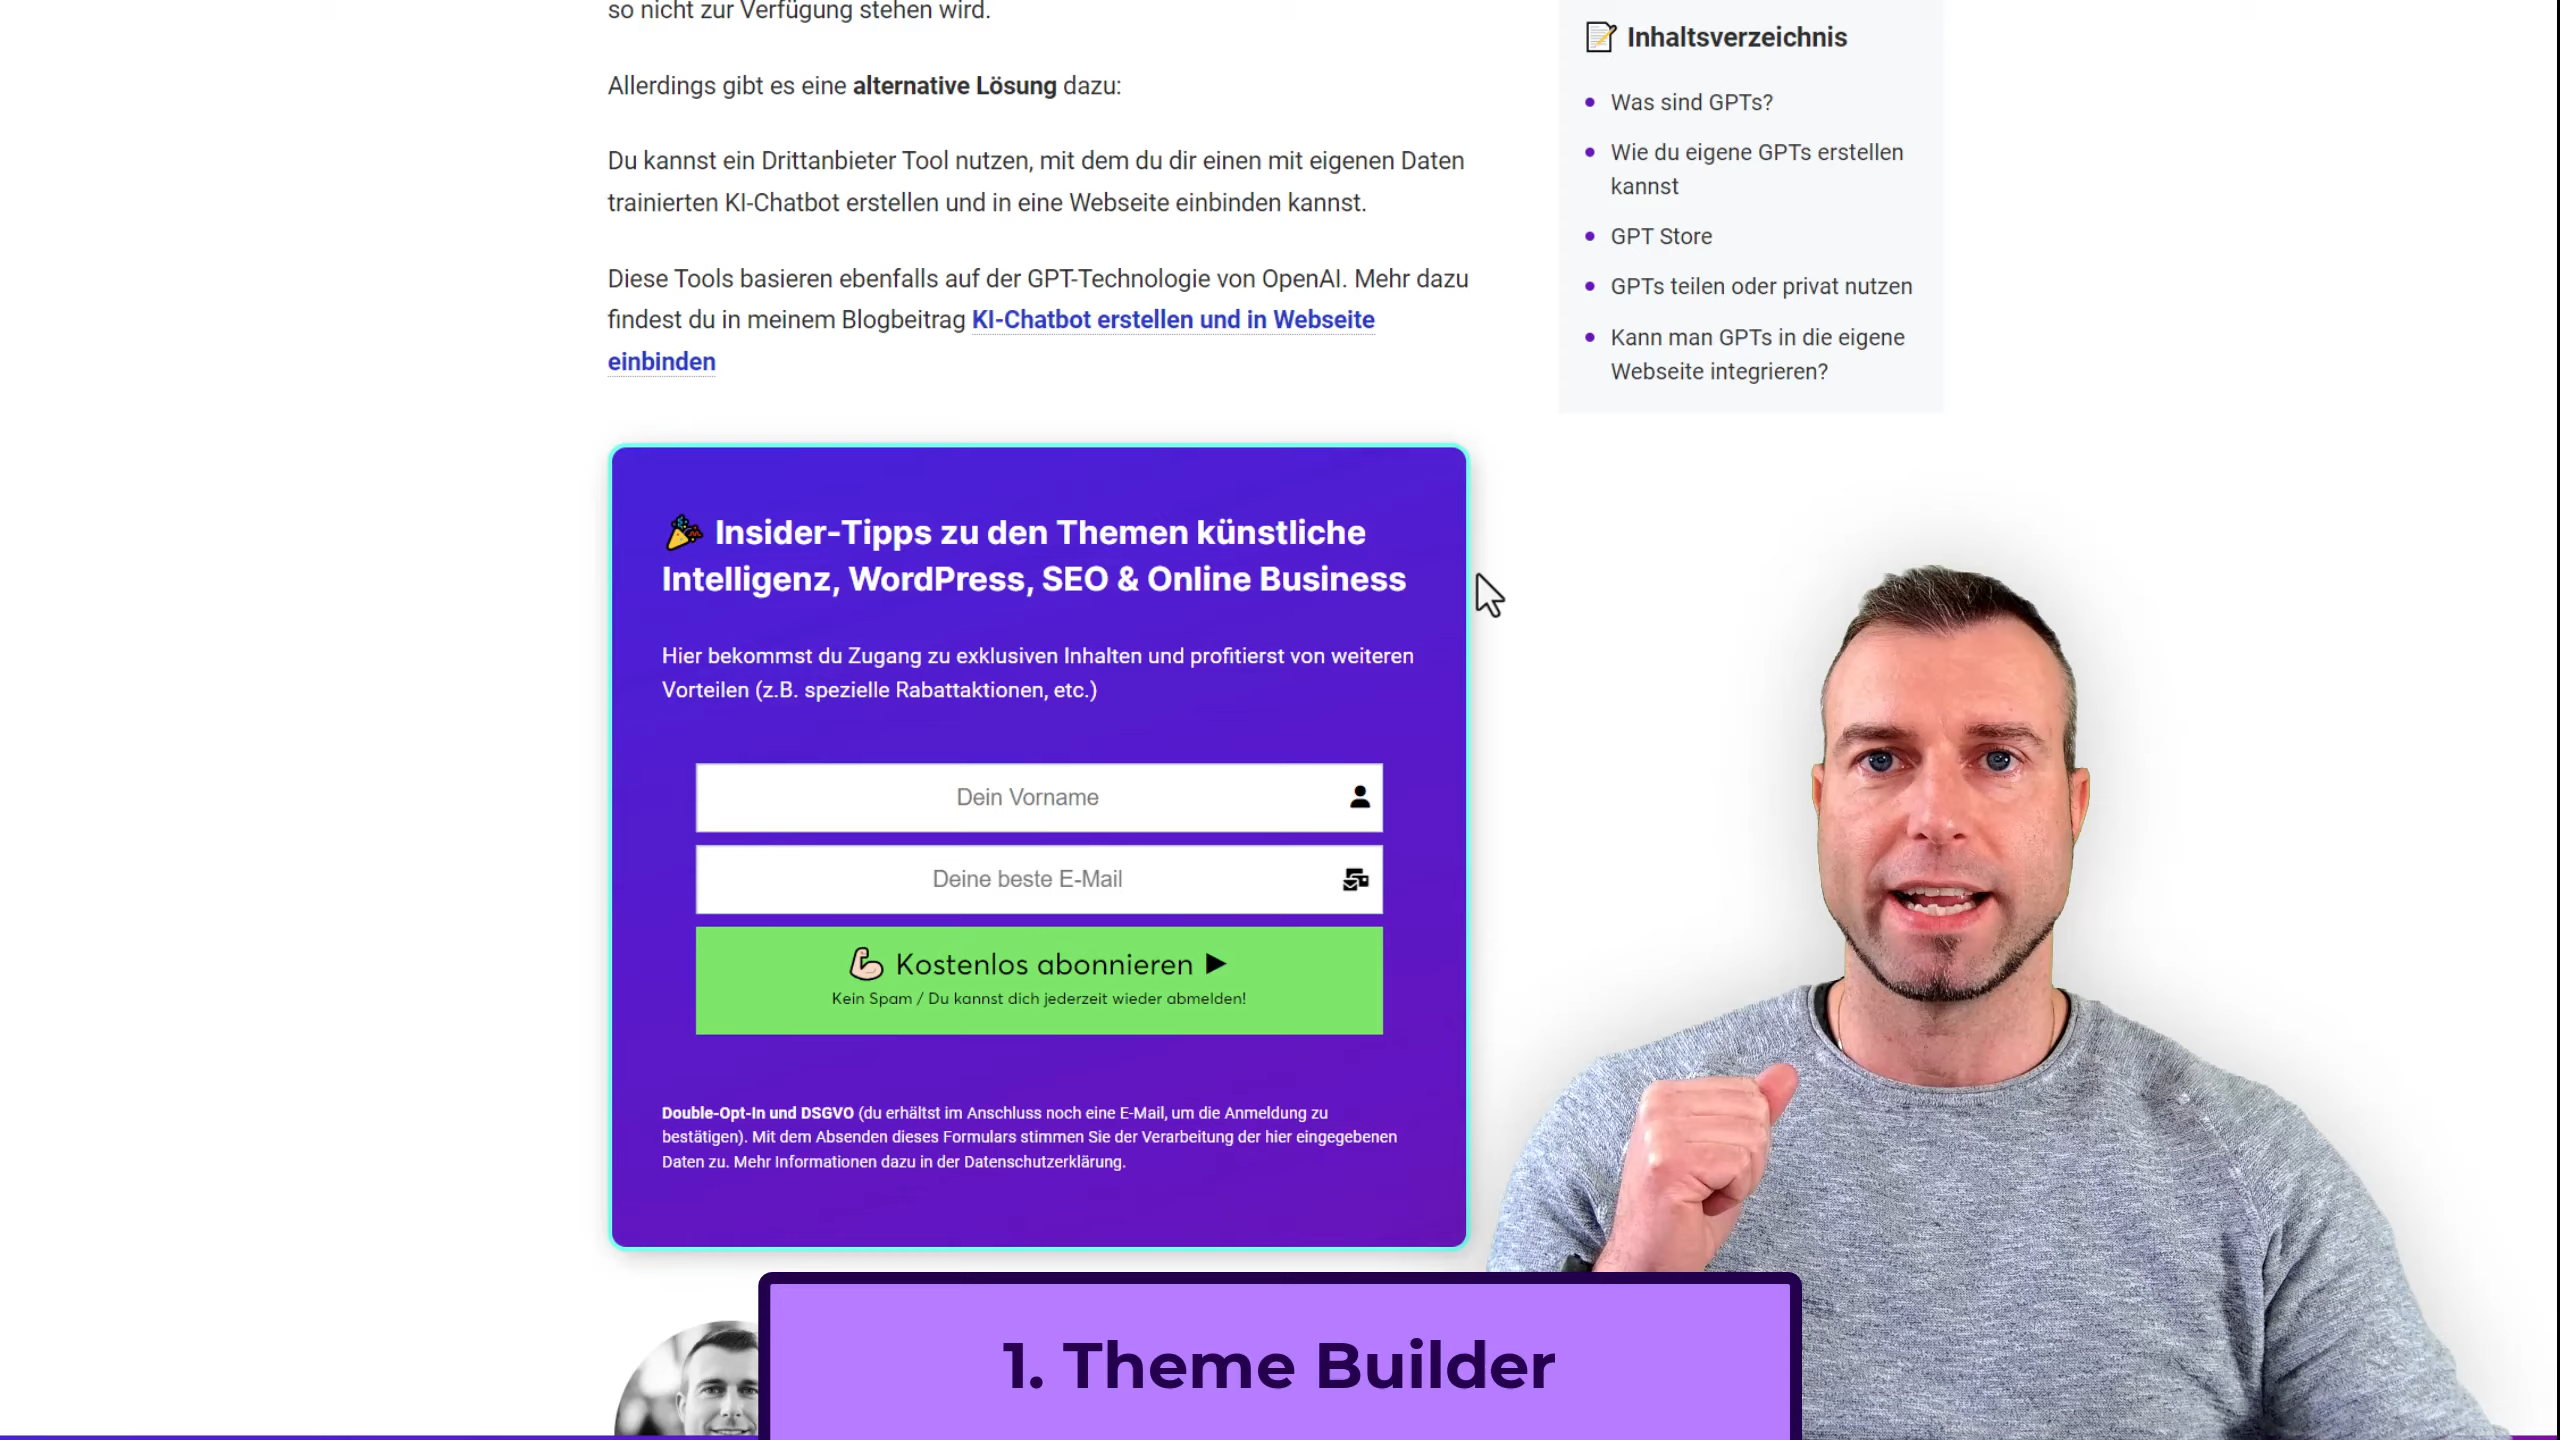 so nicht zur Verfügung stehen wird.
Allerdings gibt es eine alternative Lösung dazu:
Du kannst ein Drittanbieter Tool nutzen, mit dem du dir einen mit eigenen Daten
trainierten KI-Chatbot erstellen und in eine Webseite einbinden kannst.
Diese Tools basieren ebenfalls auf der GPT-Technologie von OpenAI. Mehr dazu
findest du in meinem Blogbeitrag KI-Chatbot erstellen und in Webseite
einbinden
Inhaltsverzeichnis
Was sind GPTs?
Wie du eigene GPTs erstellen
kannst
GPT Store
GPTs teilen oder privat nutzen
Kann man GPTs in die eigene
Webseite integrieren?
Insider-Tipps zu den Themen künstliche
Intelligenz, WordPress, SEO & Online Business
Hier bekommst du Zugang zu exklusiven Inhalten und profitierst von weiteren
Vorteilen (z.B. spezielle Rabattaktionen, etc.)
Dein Vorname
Deine beste E-Mail
Kostenlos abonnieren
Kein Spam / Du kannst dich jederzeit wieder abmelden!
Double-Opt-In und DSGVO (du erhältst im Anschluss noch eine E-Mail, um die Anmeldung zu
bestätigen). Mit dem Absenden dieses Formulars stimmen Sie der Verarbeitung der hier eingegebenen
Daten zu. Mehr Informationen dazu in der Datenschutzerklärung.
1. Theme Builder